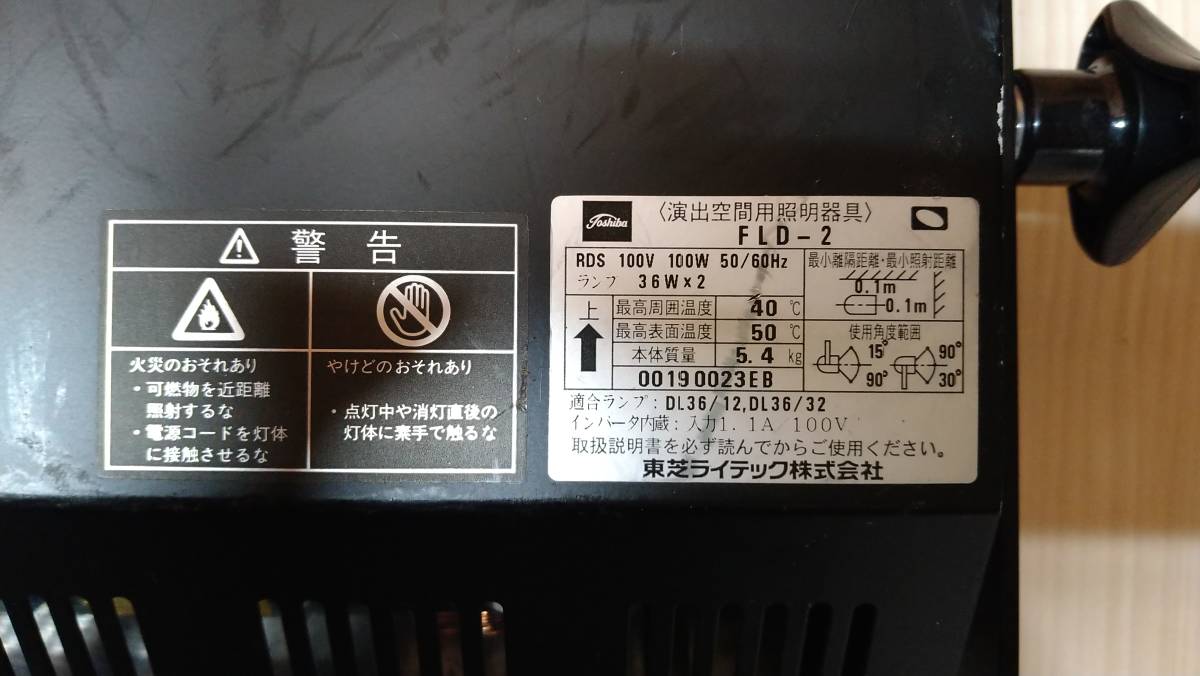 警告
火災のおそれあり
・可燃物を近距離
照射するな
・電源コードを灯体
に接触させるな
やけどのおそれあり
・点灯中や消灯直後の
灯体に素手で触るな
Toshiba
〈演出空間用照明器具〉
FLD-2
RDS 100V 100W 50/60Hz
ランプ 36W×2
上
最高周囲温度 40 ℃
最高表面温度 50 ℃
本体質量 5.4 kg
00190023EB
最小離隔距離・最小照射距離
0.1m
0.1m
使用角度範囲
15°
90°
90°
30°
適合ランプ:DL36/12,DL36/32
インバータ内蔵:入力1.1A/100V
取扱説明書を必ず読んでからご使用ください。
東芝ライテック株式会社